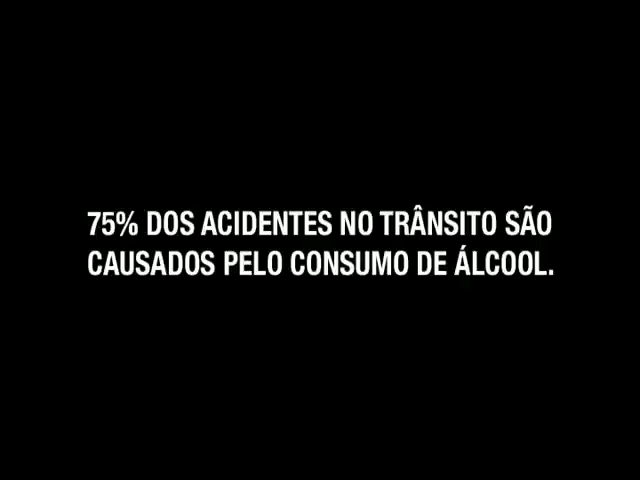 75% DOS ACIDENTES NO TRÂNSITO SÃO
CAUSADOS PELO CONSUMO DE ÁLCOOL.